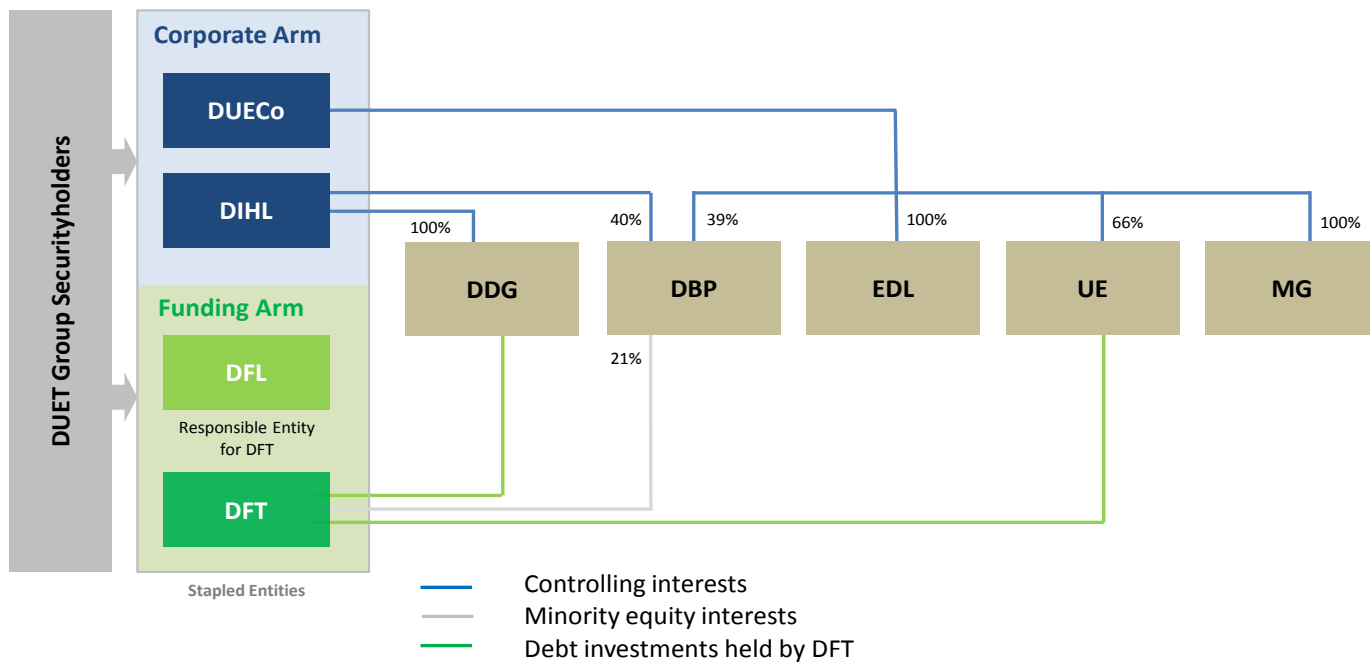 DUET Group Securityholders
Corporate Arm
DUECo
DIHL
Funding Arm
DFL
Responsible Entity
for DFT
DFT
Stapled Entities
100%
40%
39%
100%
66%
100%
DDG
DBP
EDL
UE
MG
21%
Controlling interests
Minority equity interests
Debt investments held by DFT